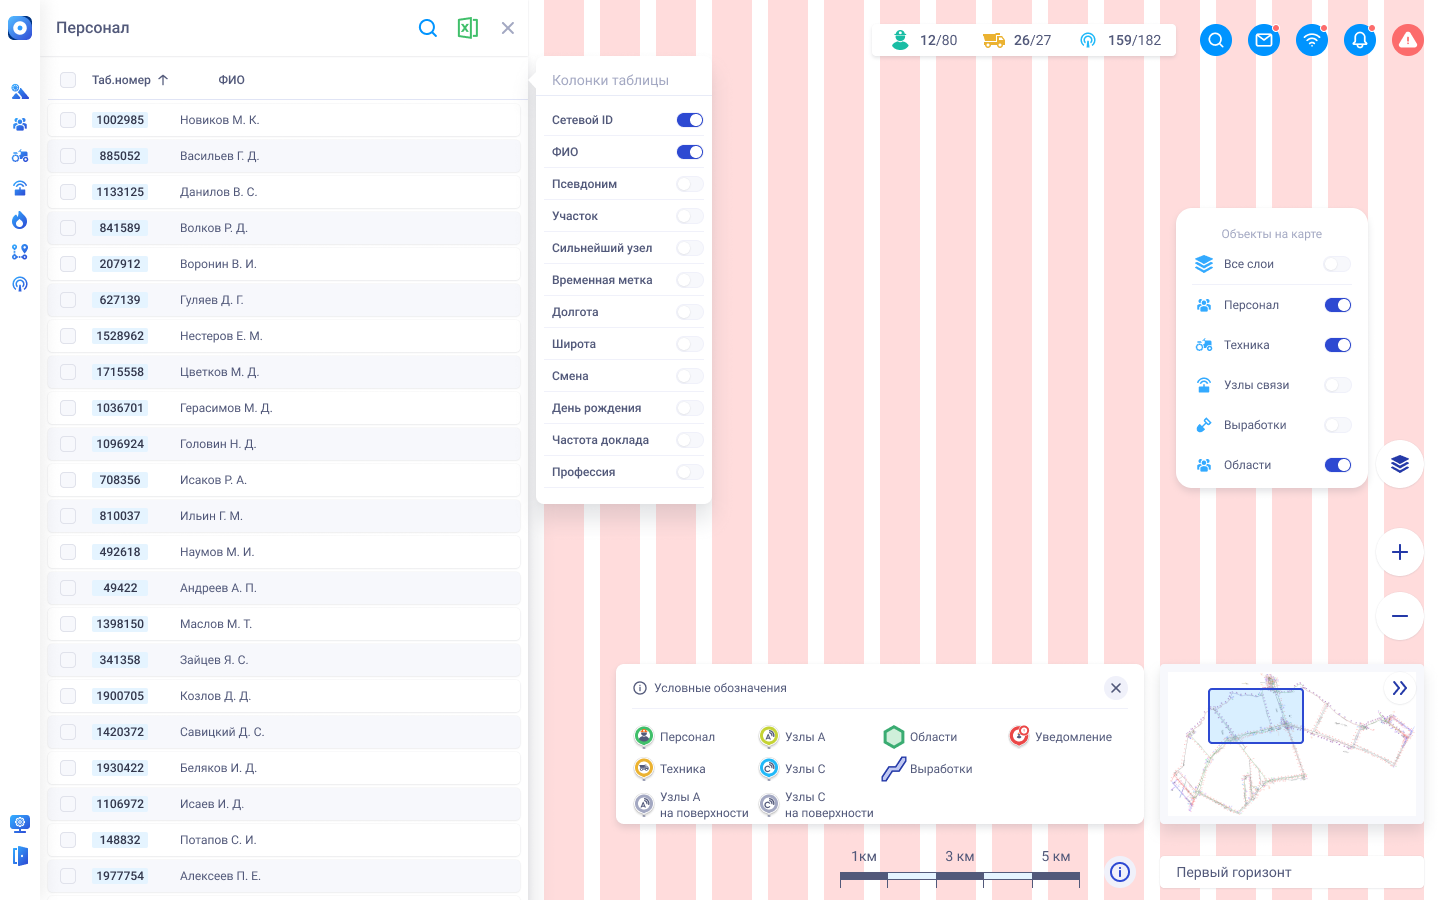 Персонал
Таб.номер ФИО
1002985 Новиков М. К.
885052 Васильев Г. Д.
1133125 Данилов В. С.
841589 Волков Р. Д.
207912 Воронин В. И.
627139 Гуляев Д. Г.
1528962 Нестеров Е. М.
1715558 Цветков М. Д.
1036701 Герасимов М. Д.
1096924 Головин Н. Д.
708356 Исаков Р. А.
810037 Ильин Г. М.
492618 Наумов М. И.
49422 Андреев А. П.
1398150 Маслов М. Т.
341358 Зайцев Я. С.
1900705 Козлов Д. Д.
1420372 Савицкий Д. С.
1930422 Беляков И. Д.
1106972 Исаев И. Д.
148832 Потапов С. И.
1977754 Алексеев П. Е.
Колонки таблицы
Сетевой ID
ФИО
Псевдоним
Участок
Сильнейший узел
Временная метка
Долгота
Широта
Смена
День рождения
Частота доклада
Профессия
12/80 26/27 159/182
Объекты на карте
Все слои
Персонал
Техника
Узлы связи
Выработки
Области
Условные обозначения
Персонал Узлы А Области Уведомление
Техника Узлы С Выработки
Узлы А
на поверхности
Узлы С
на поверхности
1км 3 км 5 км
Первый горизонт